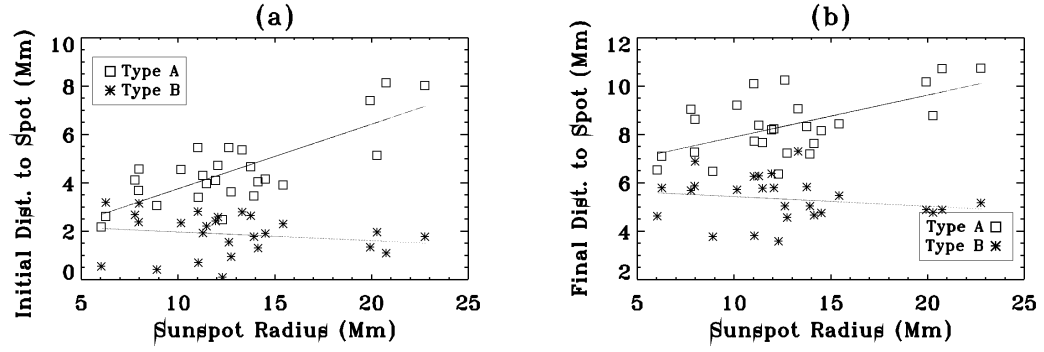 (a)
Initial Dist. to Spot (Mm)
10
8
6
4
2
0
Type A
Type B
5 10 15 20 25
Sunspot Radius (Mm)
(b)
Final Dist. to Spot (Mm)
12
10
8
6
4
2
Type A
Type B
5 10 15 20 25
Sunspot Radius (Mm)